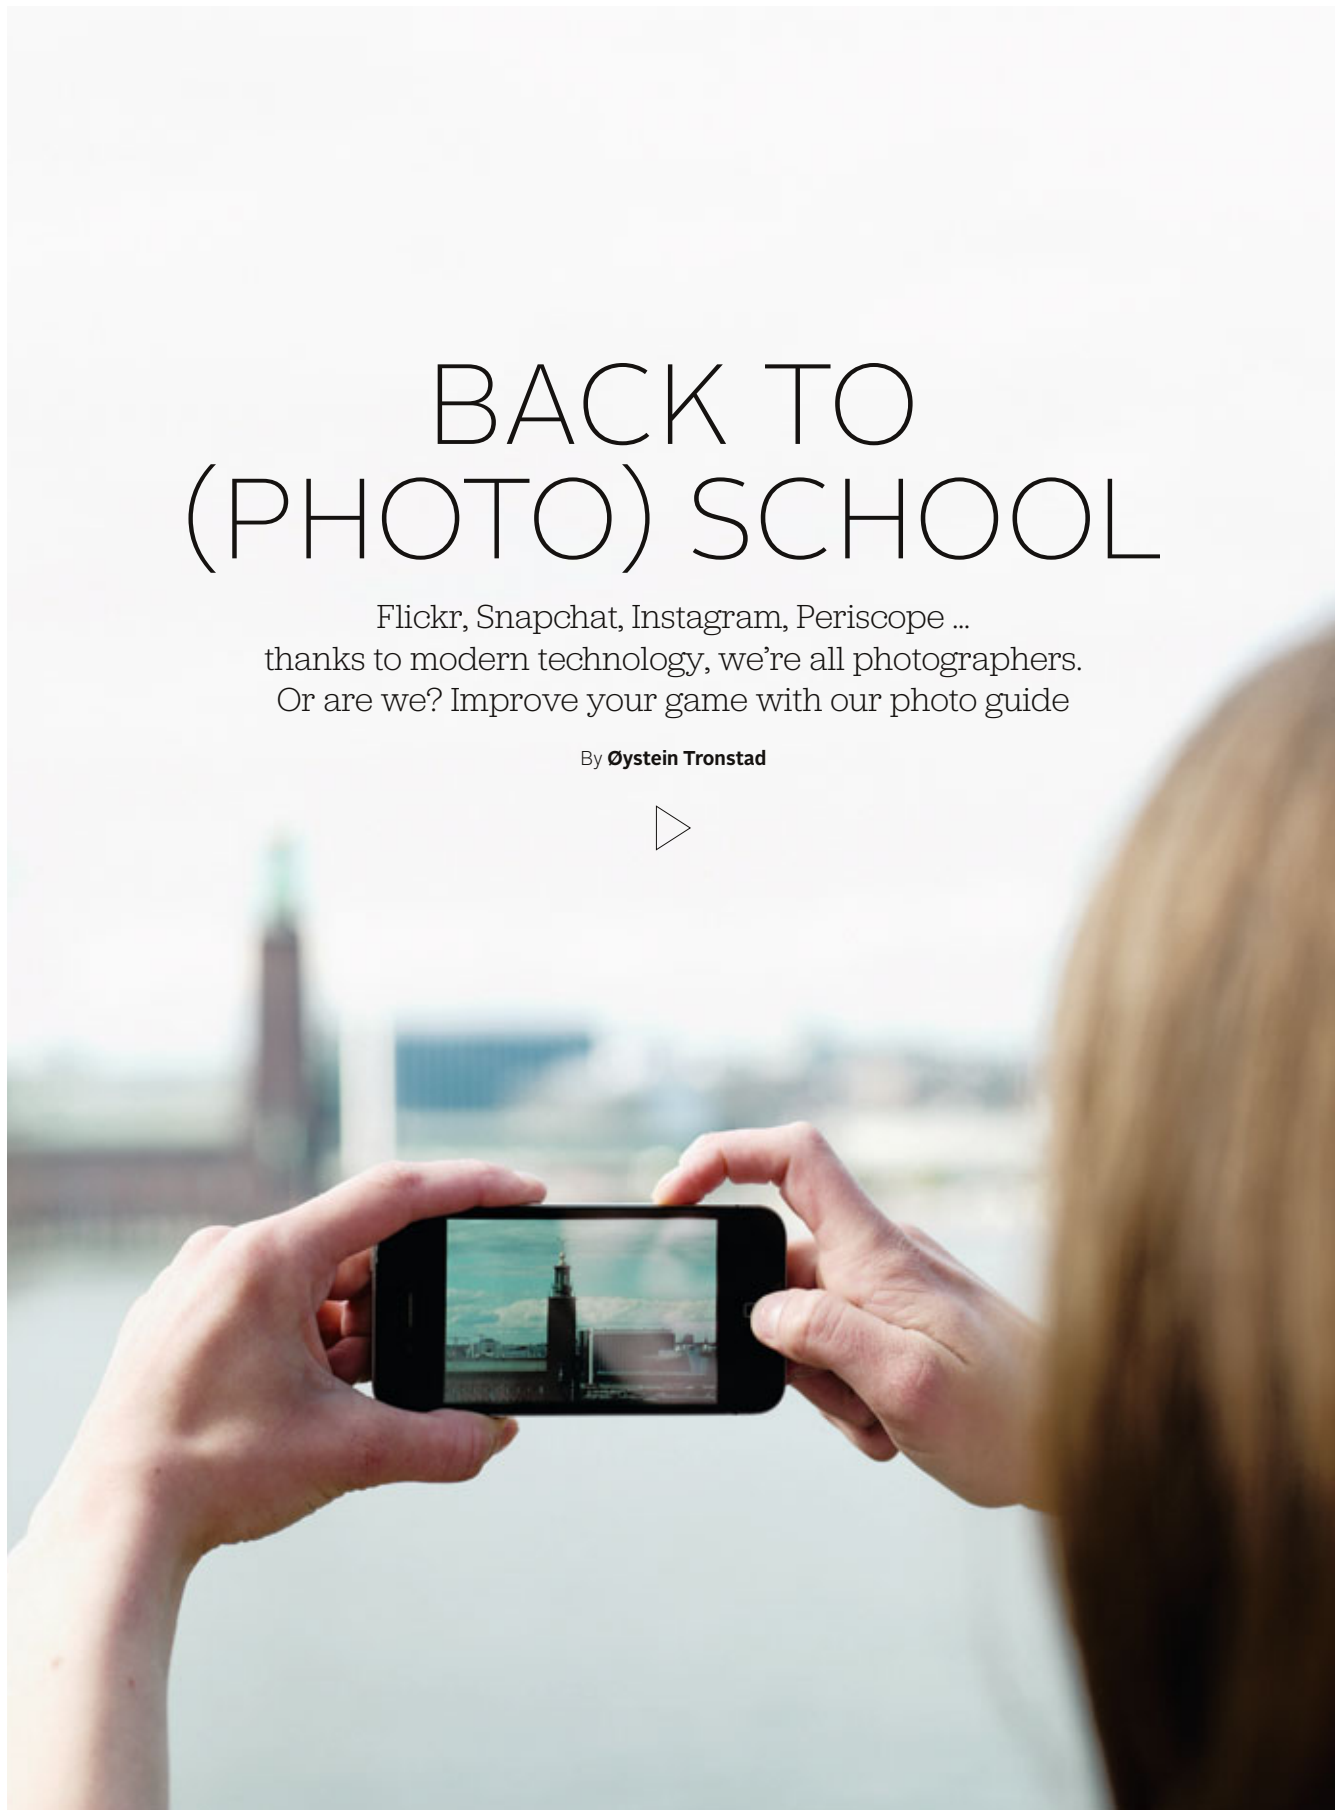 BACK TO
(PHOTO) SCHOOL
Flickr, Snapchat, Instagram, Periscope ...
thanks to modern technology, we’re all photographers.
Or are we? Improve your game with our photo guide
By Øystein Tronstad